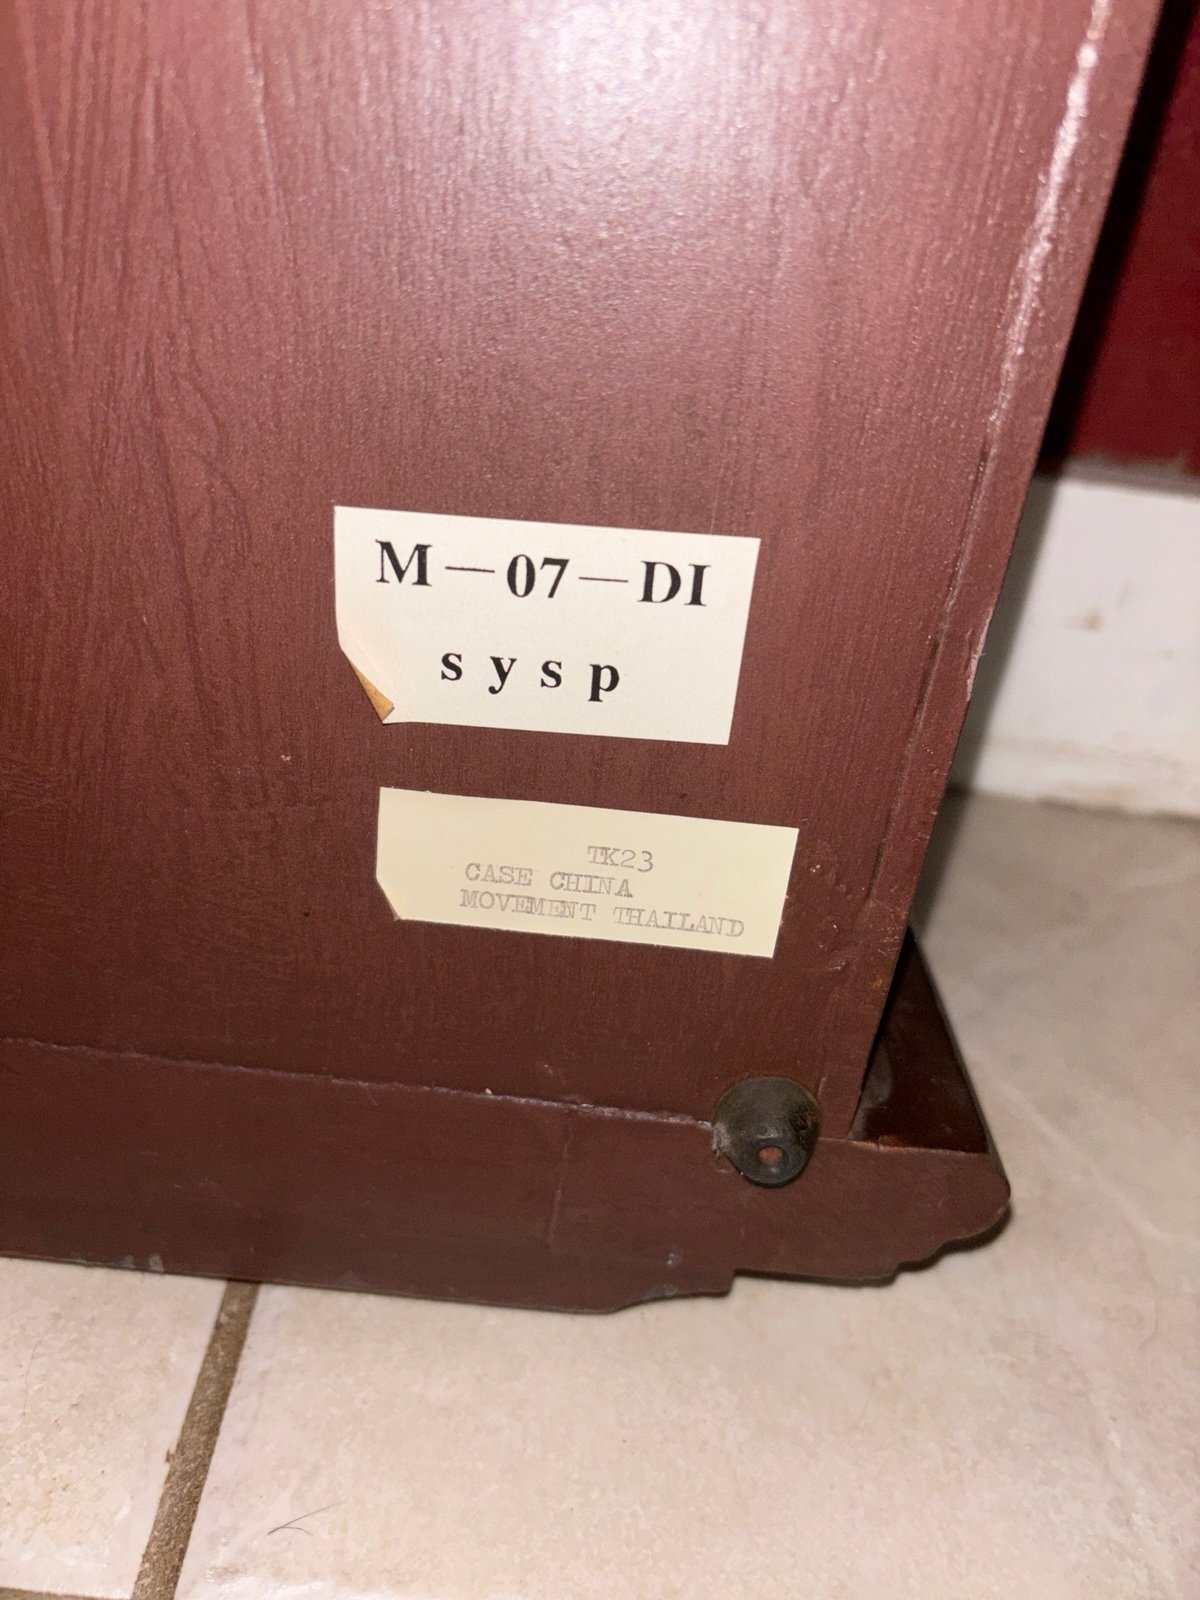 M—07—DI
sysp
TK23
CASE CHINA
MOVEMENT THAILAND